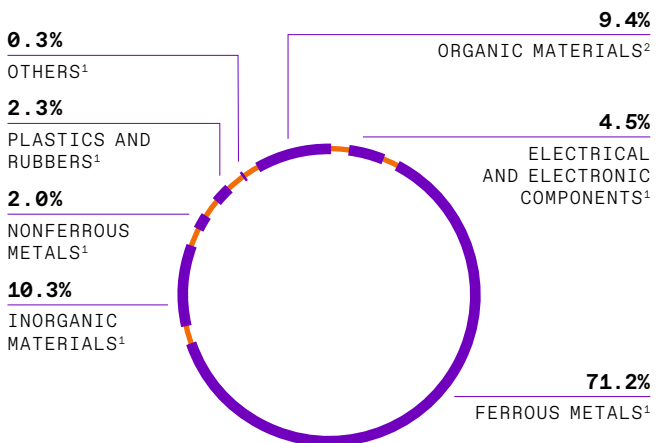 0.3%
OTHERS¹
2.3%
PLASTICS AND
RUBBERS¹
2.0%
NONFERROUS
METALS¹
10.3%
INORGANIC
MATERIALS¹
9.4%
ORGANIC MATERIALS²
4.5%
ELECTRICAL
AND ELECTRONIC
COMPONENTS¹
71.2%
FERROUS METALS¹